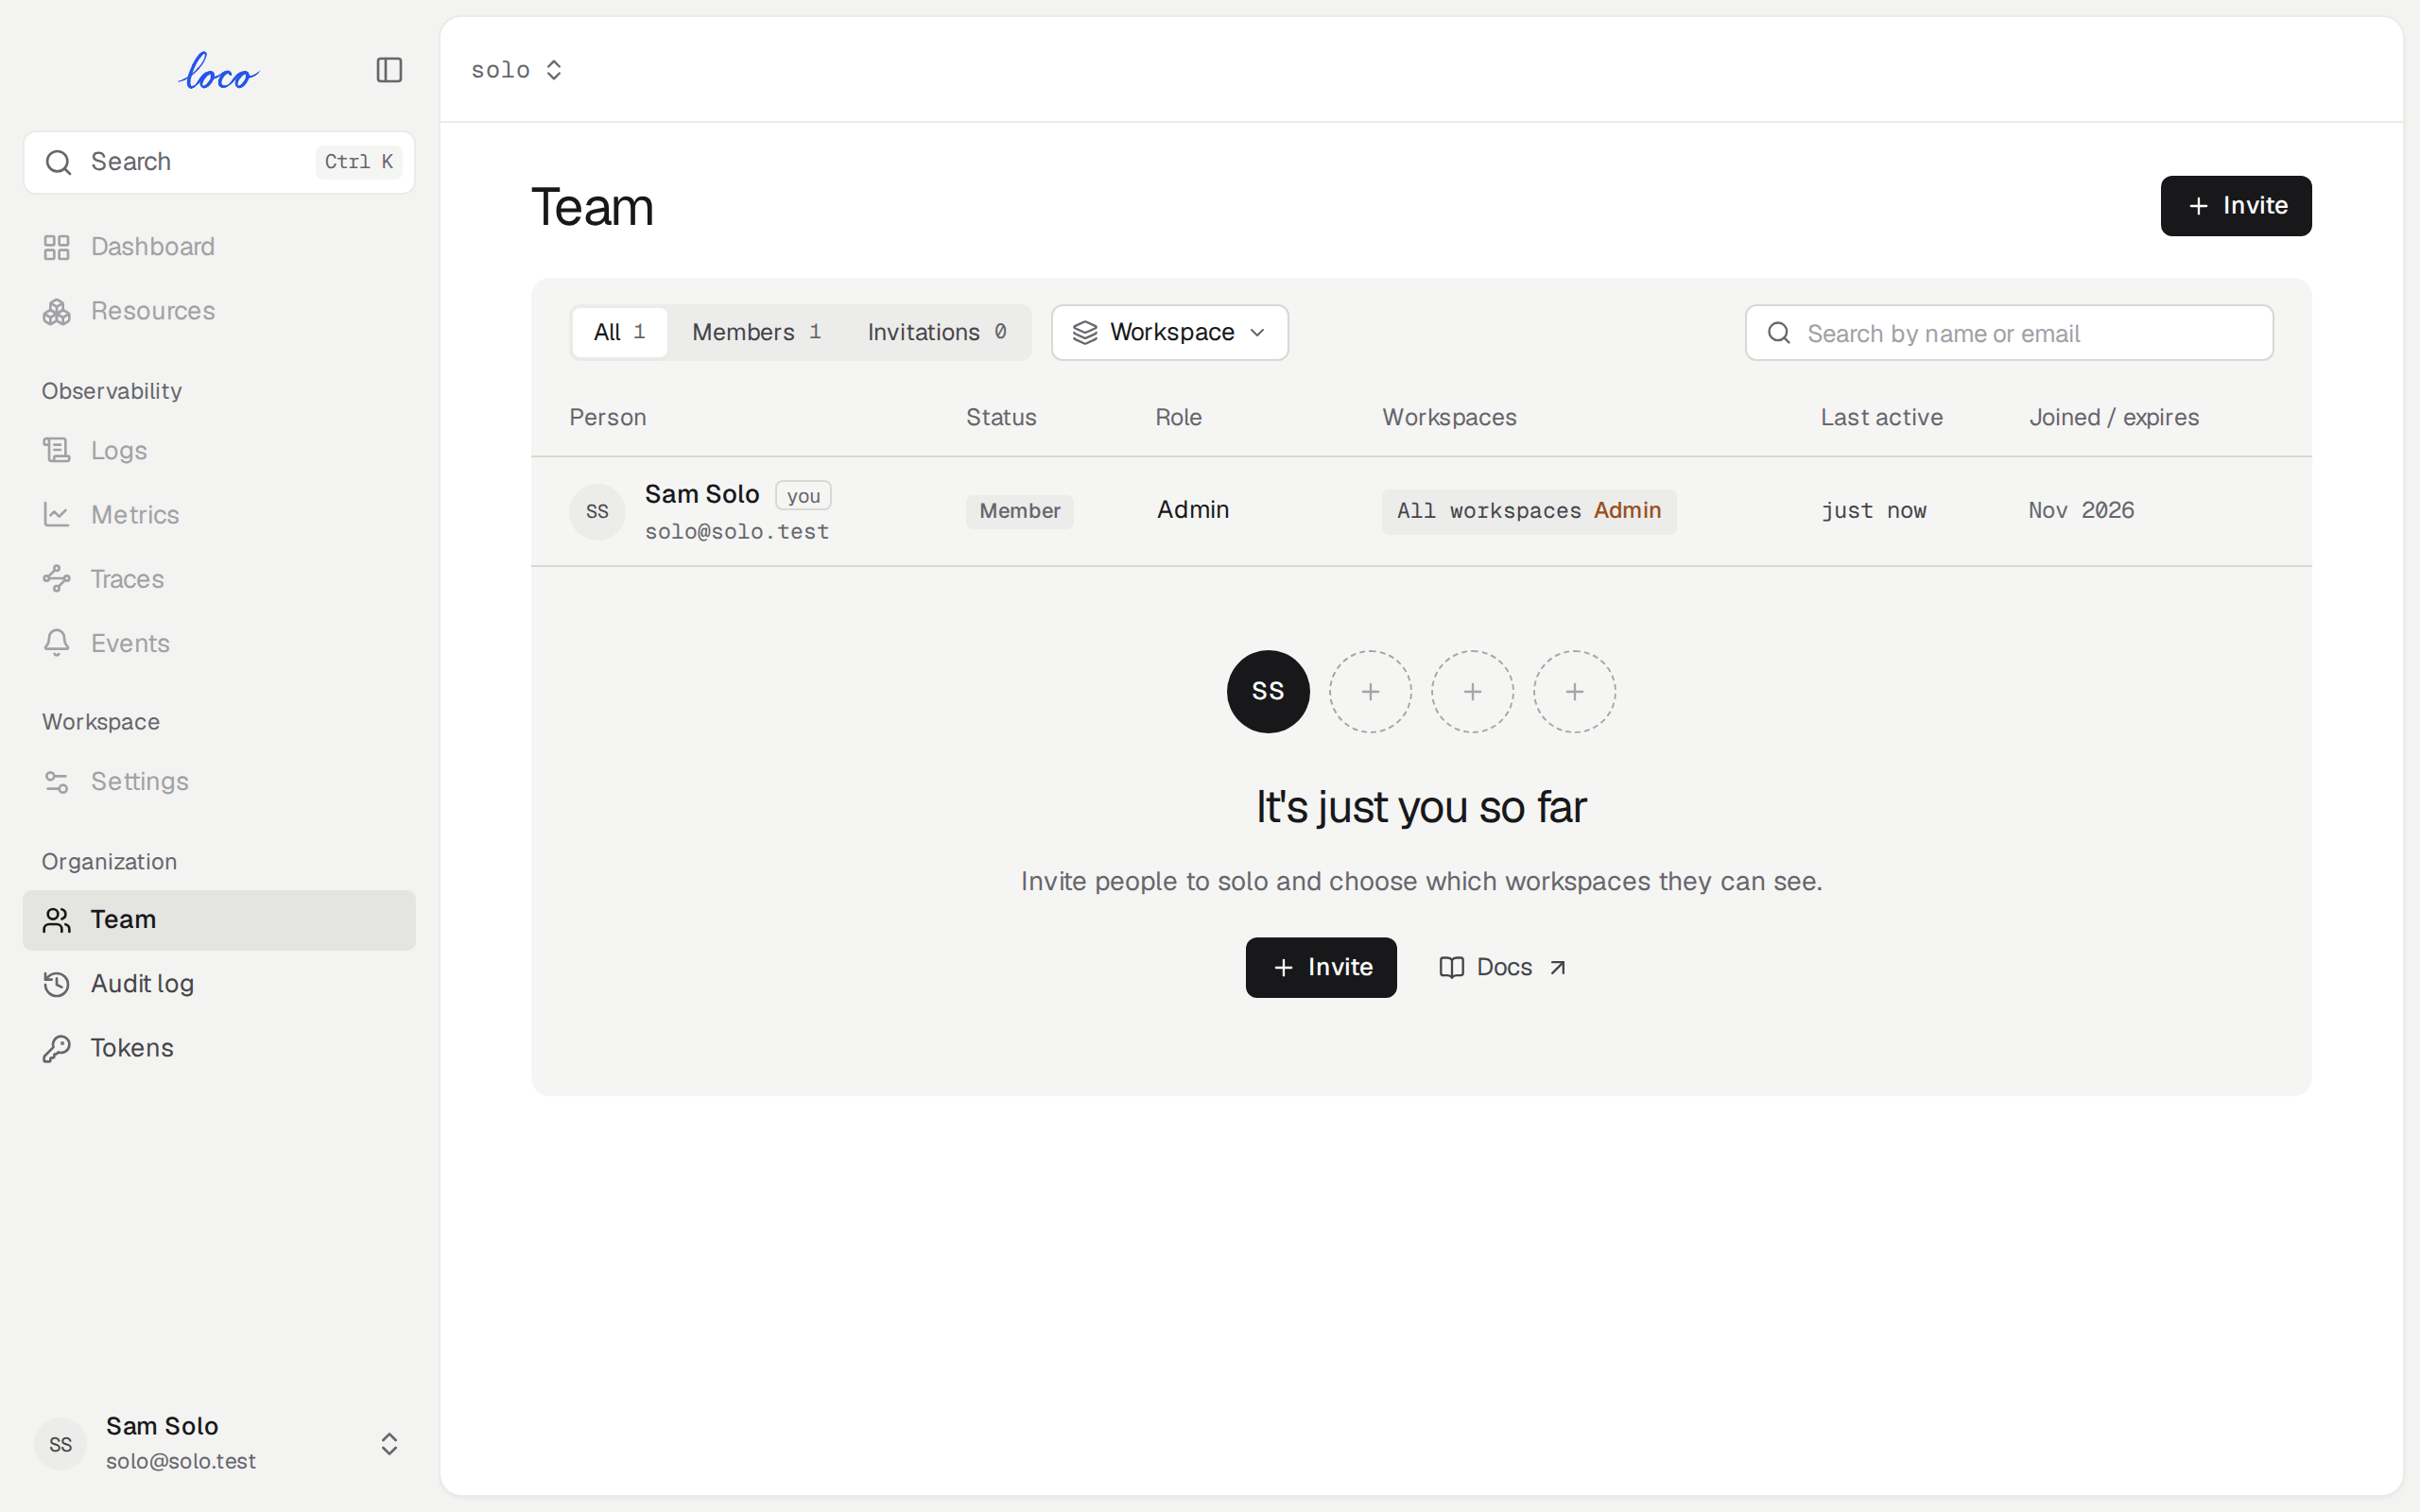 loco
solo
Search Ctrl K
Dashboard
Resources
Observability
Logs
Metrics
Traces
Events
Workspace
Settings
Organization
Team
Audit log
Tokens
Sam Solo
SS
solo@solo.test
Team
Invite
All 1 Members 1 Invitations 0 Workspace Search by name or email
Person Status Role Workspaces Last active Joined / expires
SS Sam Solo you Member Admin All workspaces Admin just now Nov 2026
solo@solo.test
SS
It's just you so far
Invite people to solo and choose which workspaces they can see.
Invite Docs